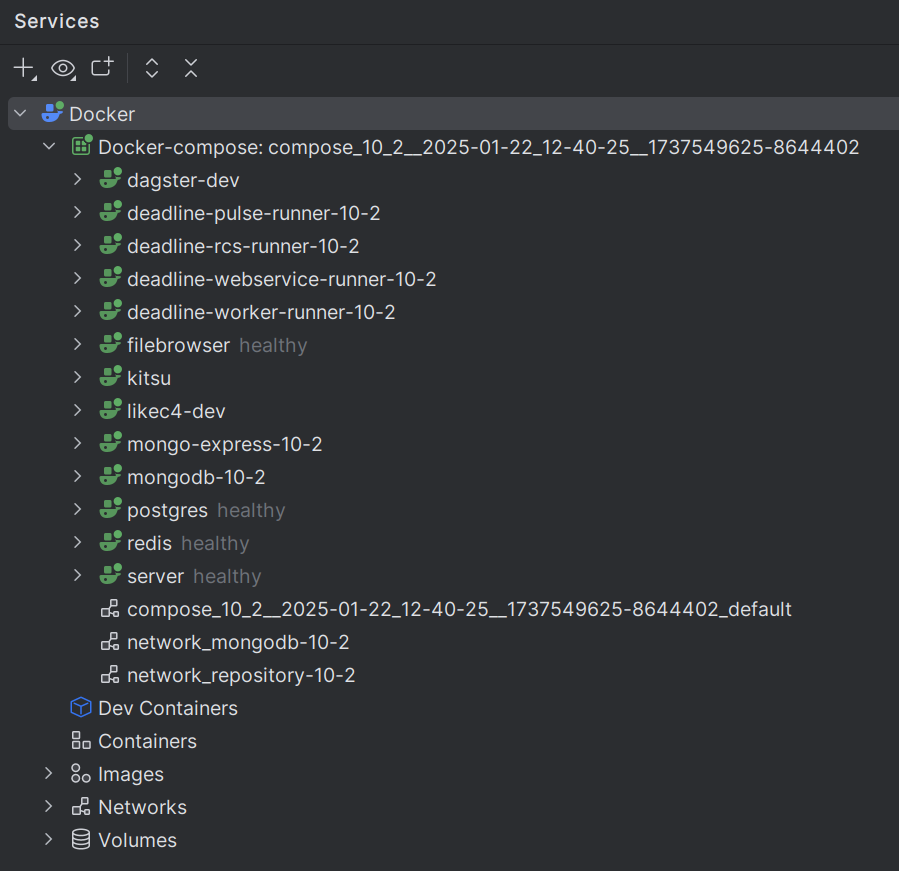 Services
Docker
Docker-compose: compose_10_2__2025-01-22_12-40-25__1737549625-8644402
dagster-dev
deadline-pulse-runner-10-2
deadline-rcs-runner-10-2
deadline-webservice-runner-10-2
deadline-worker-runner-10-2
filebrowser healthy
kitsu
likec4-dev
mongo-express-10-2
mongodb-10-2
postgres healthy
redis healthy
server healthy
compose_10_2__2025-01-22_12-40-25__1737549625-8644402_default
network_mongodb-10-2
network_repository-10-2
Dev Containers
Containers
Images
Networks
Volumes